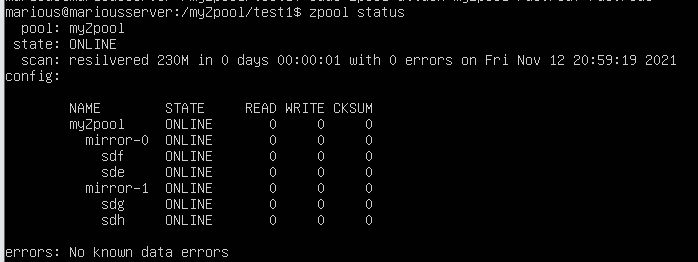 marious@mariousserver:/myZpool/test1$ zpool status
  pool: myZpool
 state: ONLINE
  scan: resilvered 230M in 0 days 00:00:01 with 0 errors on Fri Nov 12 20:59:19 2021
config:

        NAME        STATE     READ WRITE CKSUM
        myZpool     ONLINE       0     0     0
          mirror-0  ONLINE       0     0     0
            sdf     ONLINE       0     0     0
            sde     ONLINE       0     0     0
          mirror-1  ONLINE       0     0     0
            sdg     ONLINE       0     0     0
            sdh     ONLINE       0     0     0

errors: No known data errors